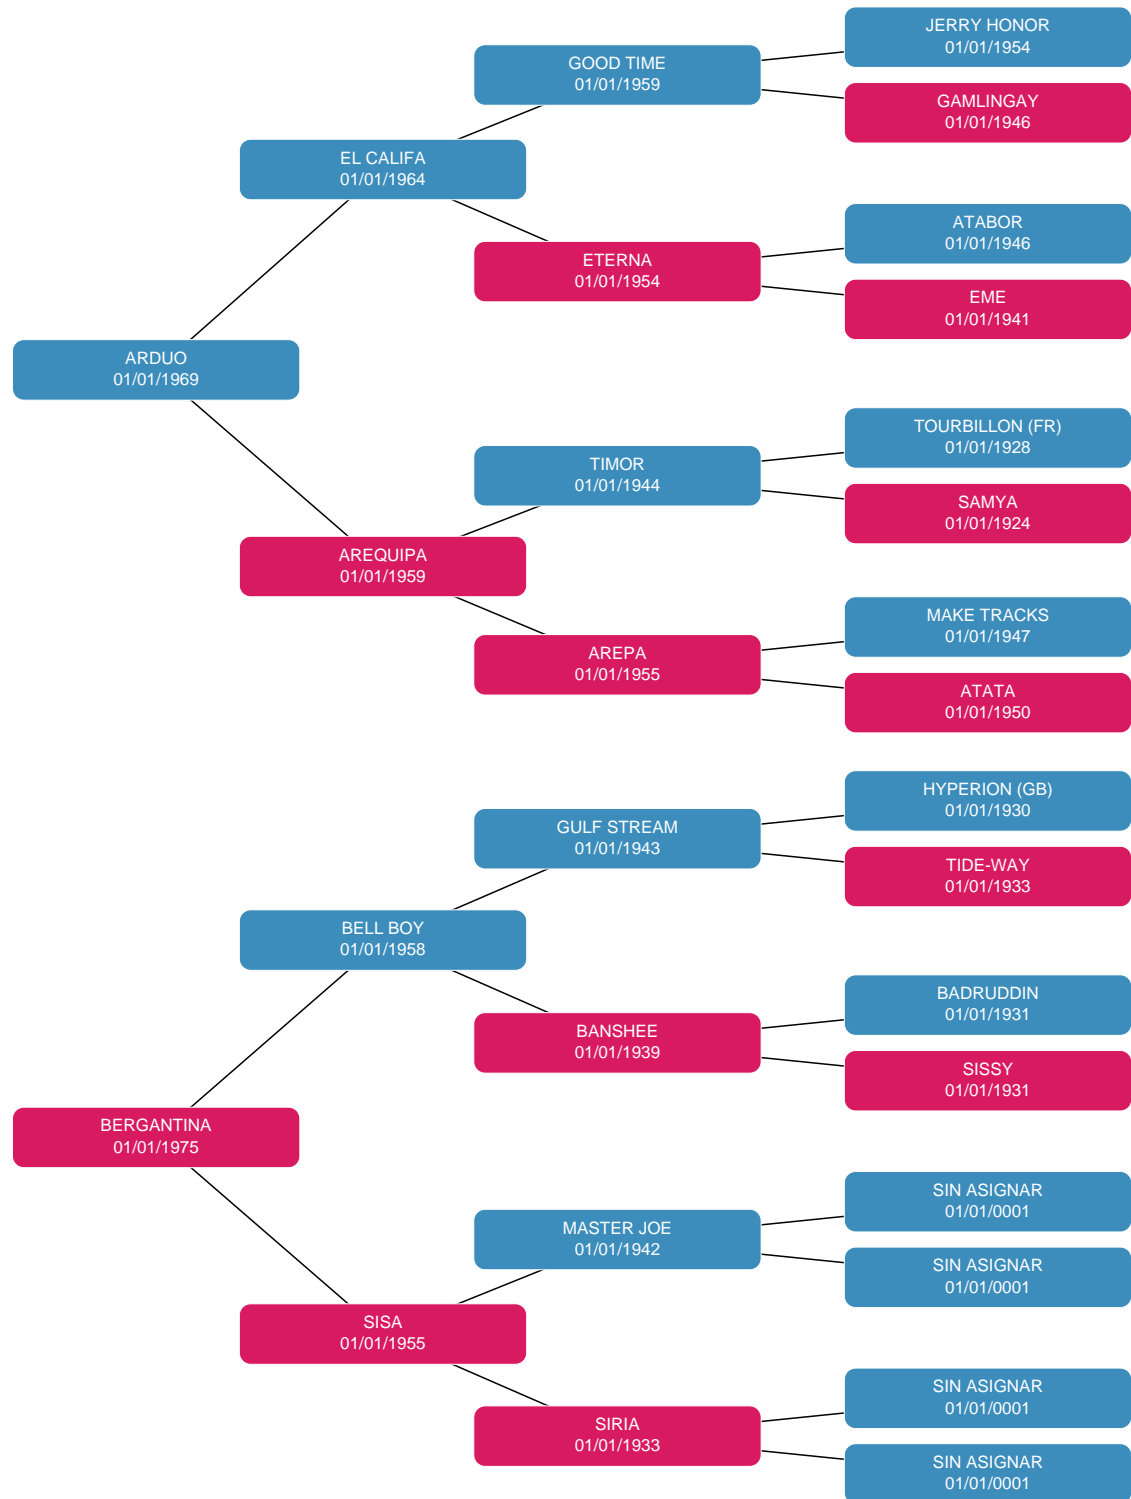 JERRY HONOR
01/01/1954
GOOD TIME
01/01/1959
GAMLINGAY
01/01/1946
EL CALIFA
01/01/1964
ATABOR
01/01/1946
ETERNA
01/01/1954
EME
01/01/1941
ARDUO
01/01/1969
TOURBILLON (FR)
01/01/1928
TIMOR
01/01/1944
SAMYA
01/01/1924
AREQUIPA
01/01/1959
MAKE TRACKS
01/01/1947
AREPA
01/01/1955
ATATA
01/01/1950
HYPERION (GB)
01/01/1930
GULF STREAM
01/01/1943
TIDE-WAY
01/01/1933
BELL BOY
01/01/1958
BADRUDDIN
01/01/1931
BANSHEE
01/01/1939
SISSY
01/01/1931
BERGANTINA
01/01/1975
SIN ASIGNAR
01/01/0001
MASTER JOE
01/01/1942
SIN ASIGNAR
01/01/0001
SISA
01/01/1955
SIN ASIGNAR
01/01/0001
SIRIA
01/01/1933
SIN ASIGNAR
01/01/0001